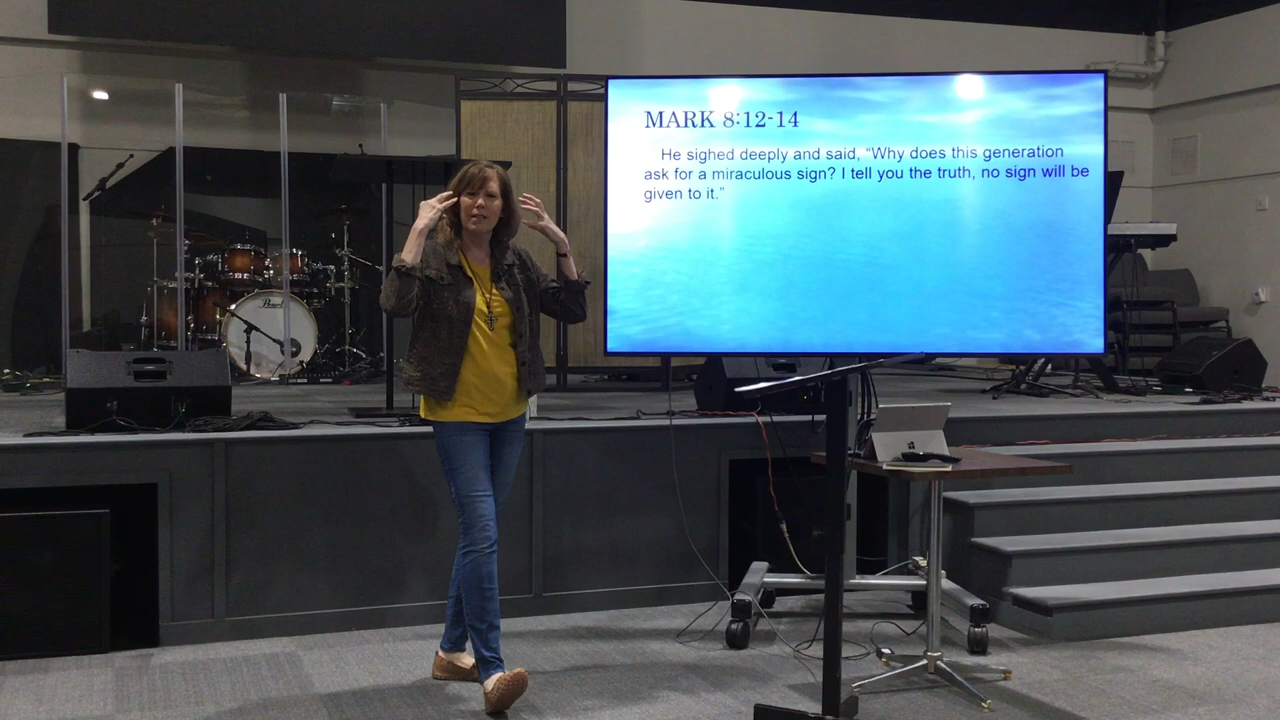 MARK 8:12-14
He sighed deeply and said, “Why does this generation
ask for a miraculous sign? I tell you the truth, no sign will be
given to it.”
Pearl